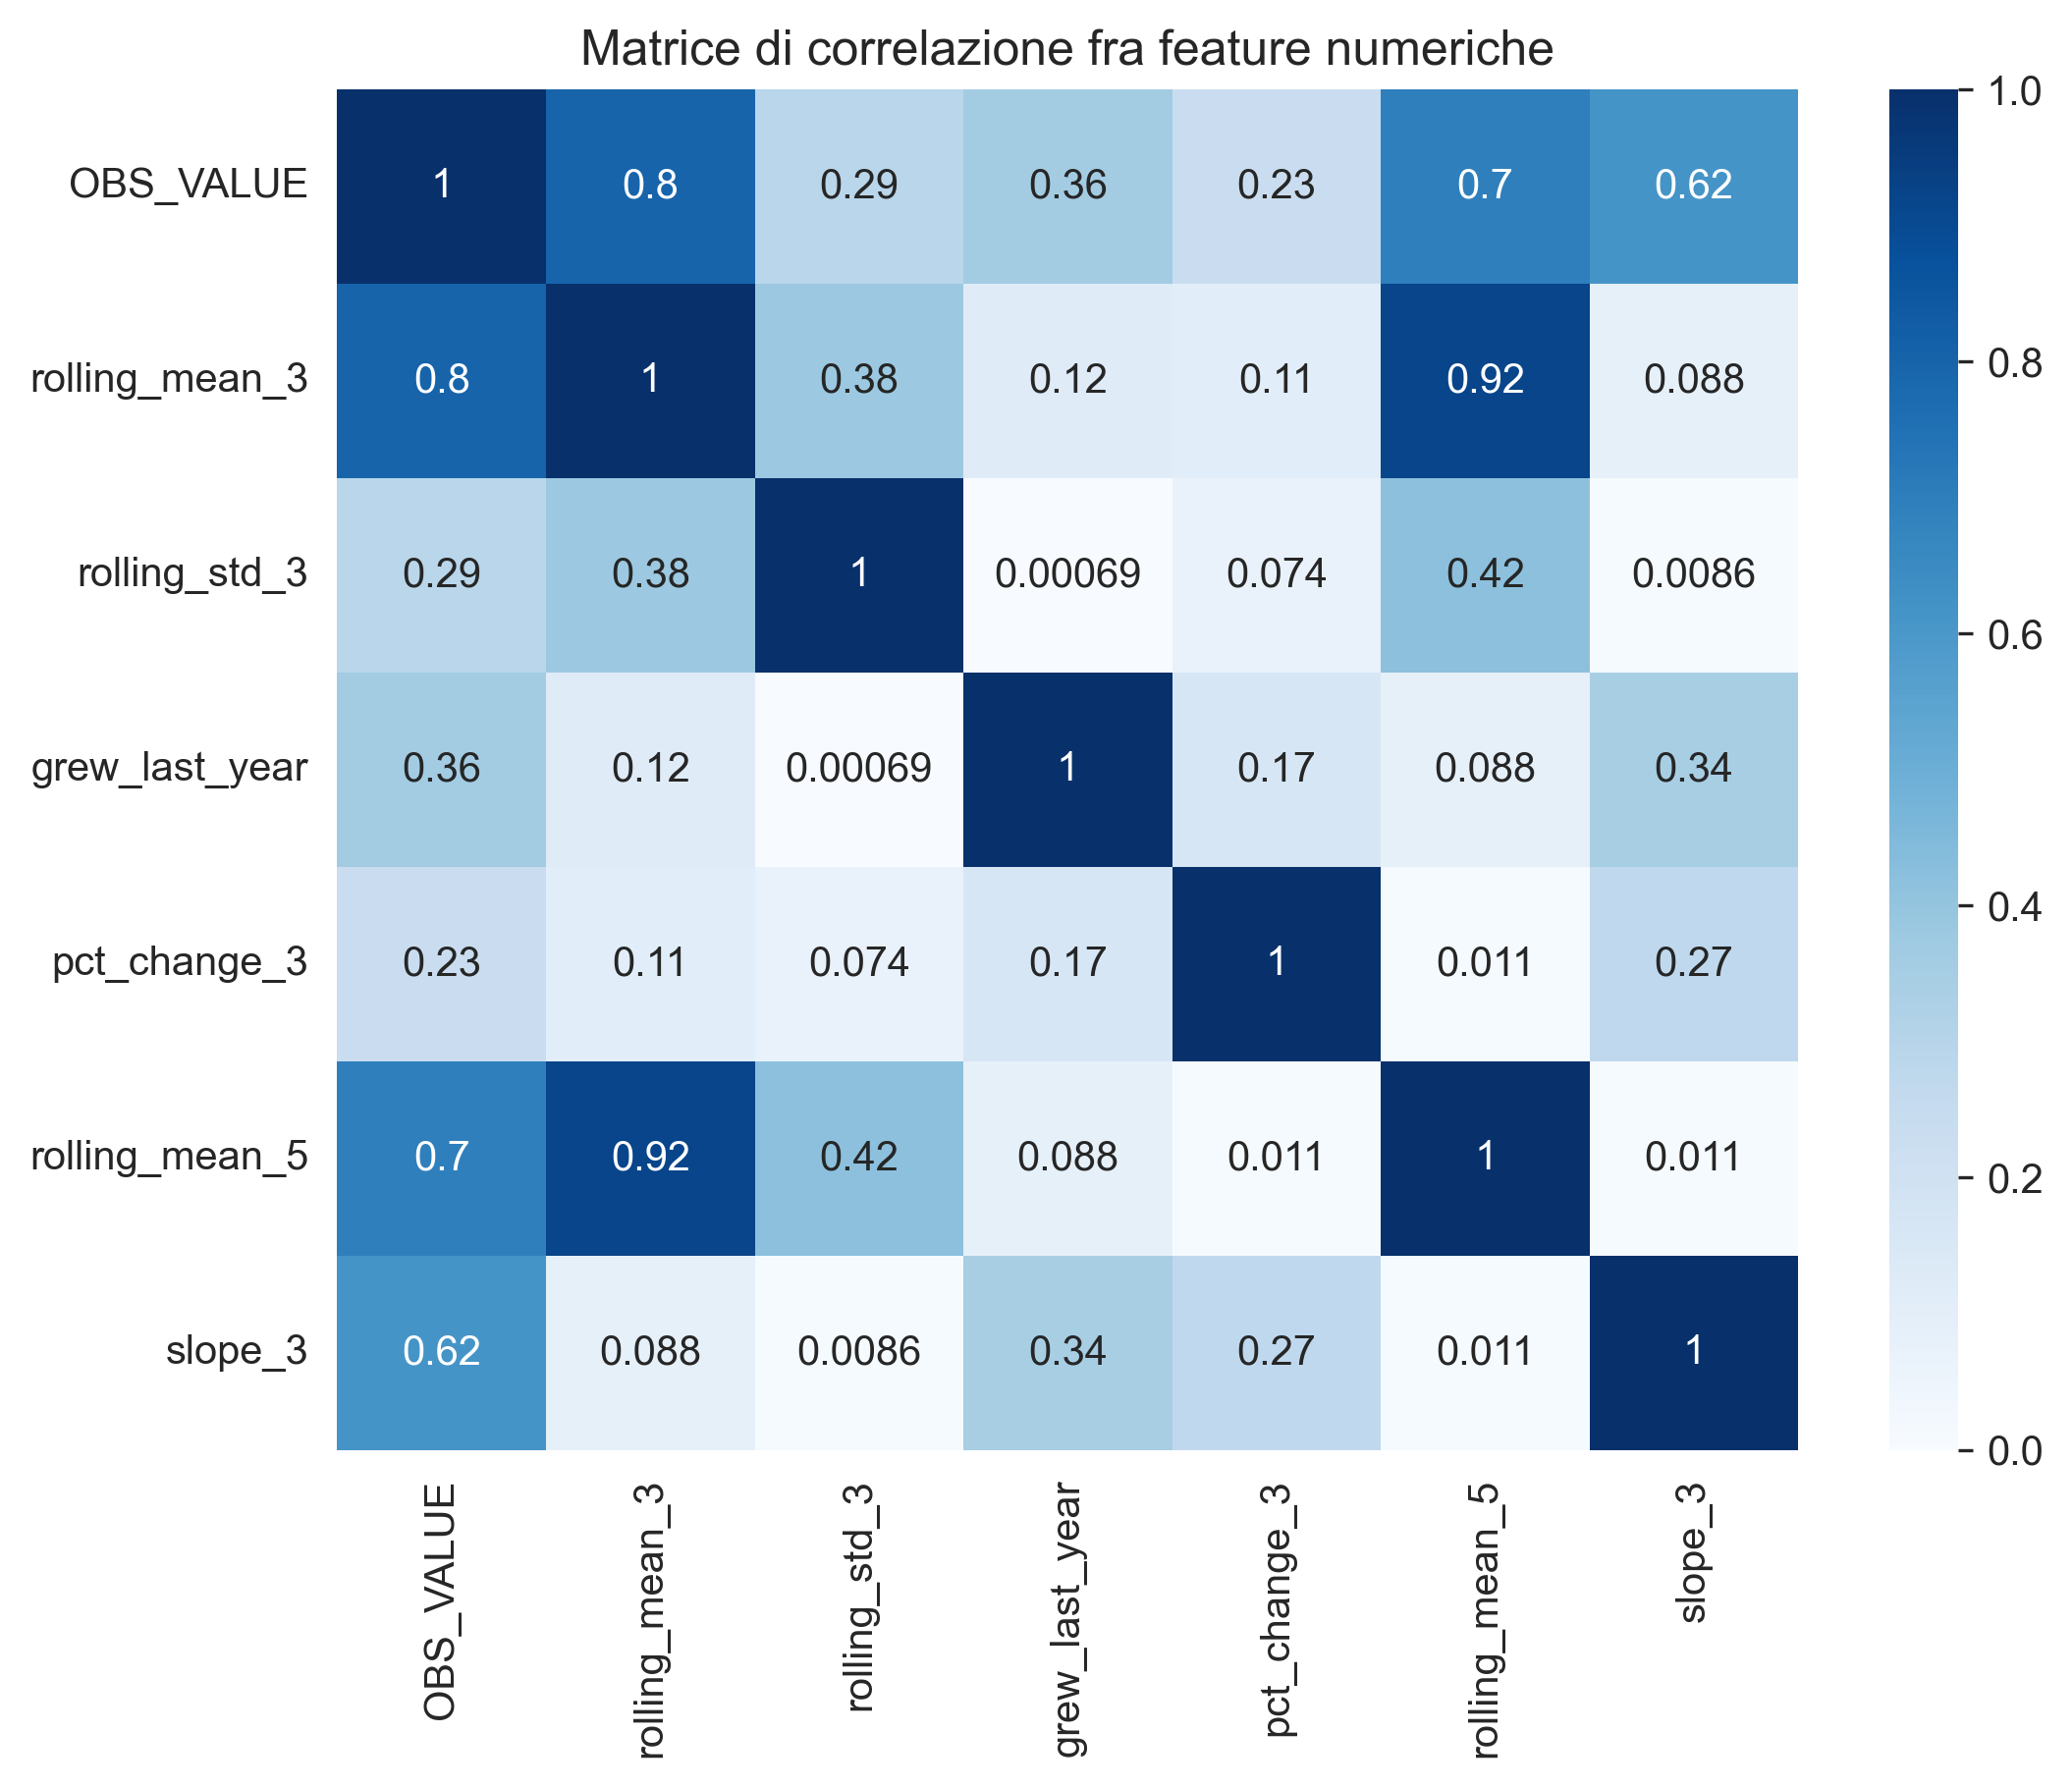 Matrice di correlazione fra feature numeriche
OBS_VALUE 1 0.8 0.29 0.36 0.23 0.7 0.62
rolling_mean_3 0.8 1 0.38 0.12 0.11 0.92 0.088
rolling_std_3 0.29 0.38 1 0.00069 0.074 0.42 0.0086
grew_last_year 0.36 0.12 0.00069 1 0.17 0.088 0.34
pct_change_3 0.23 0.11 0.074 0.17 1 0.011 0.27
rolling_mean_5 0.7 0.92 0.42 0.088 0.011 1 0.011
slope_3 0.62 0.088 0.0086 0.34 0.27 0.011 1
OBS_VALUE
rolling_mean_3
rolling_std_3
grew_last_year
pct_change_3
rolling_mean_5
slope_3
1.0
0.8
0.6
0.4
0.2
0.0